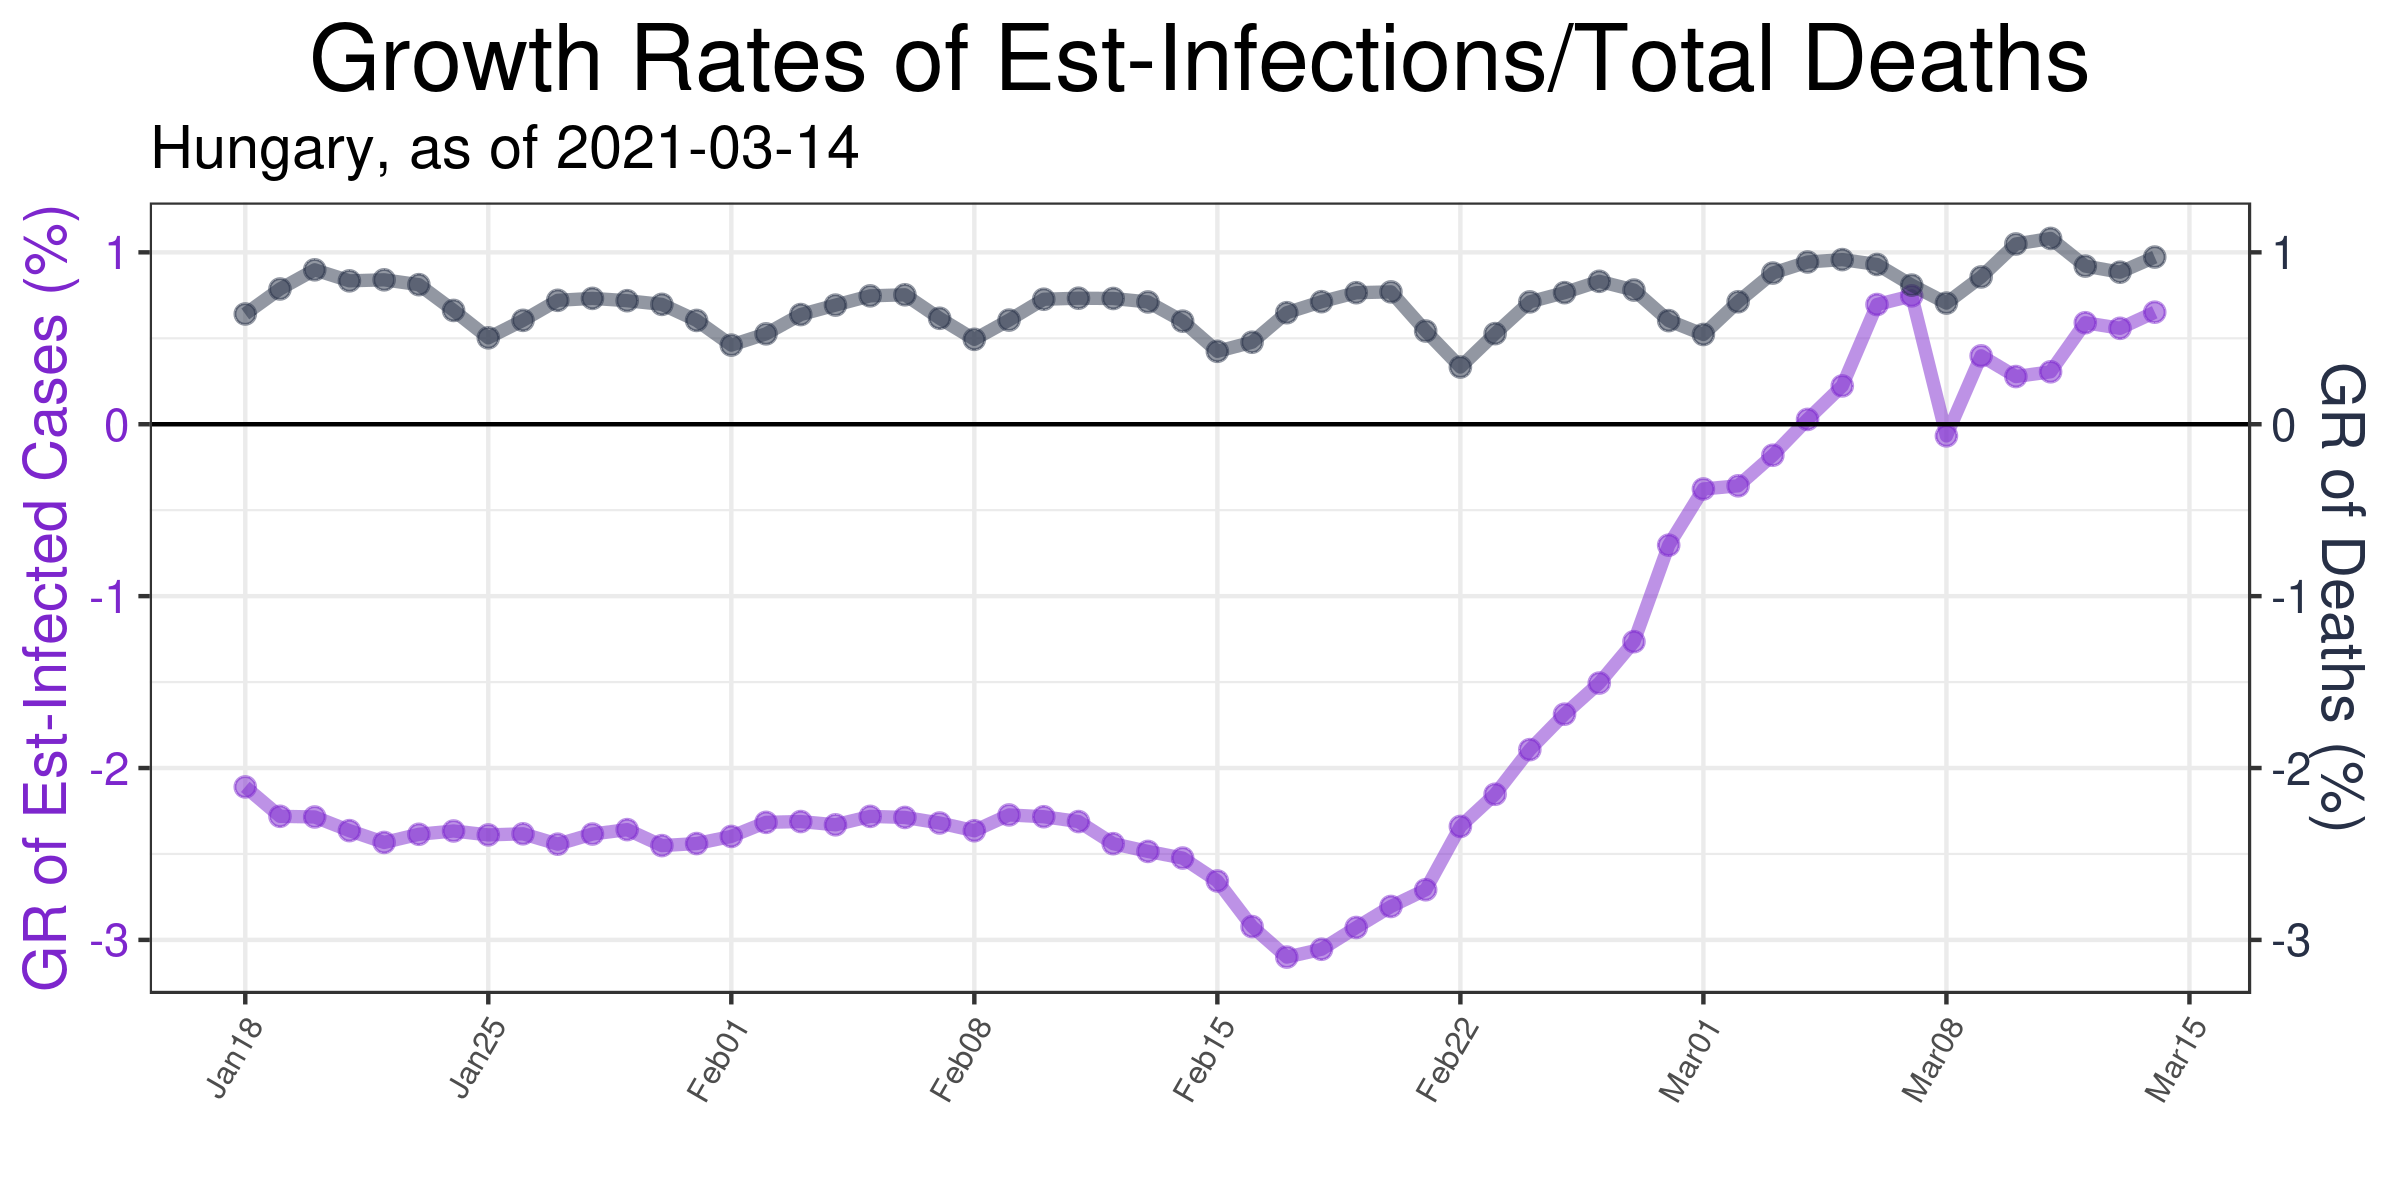 Growth Rates of Est-Infections/Total Deaths
Hungary, as of 2021-03-14
GR of Est-Infected Cases (%)
1
0
-1
-2
-3
1
0
-1
-2
-3
GR of Deaths (%)
Jan18
Jan25
Feb01
Feb08
Feb15
Feb22
Mar01
Mar08
Mar15